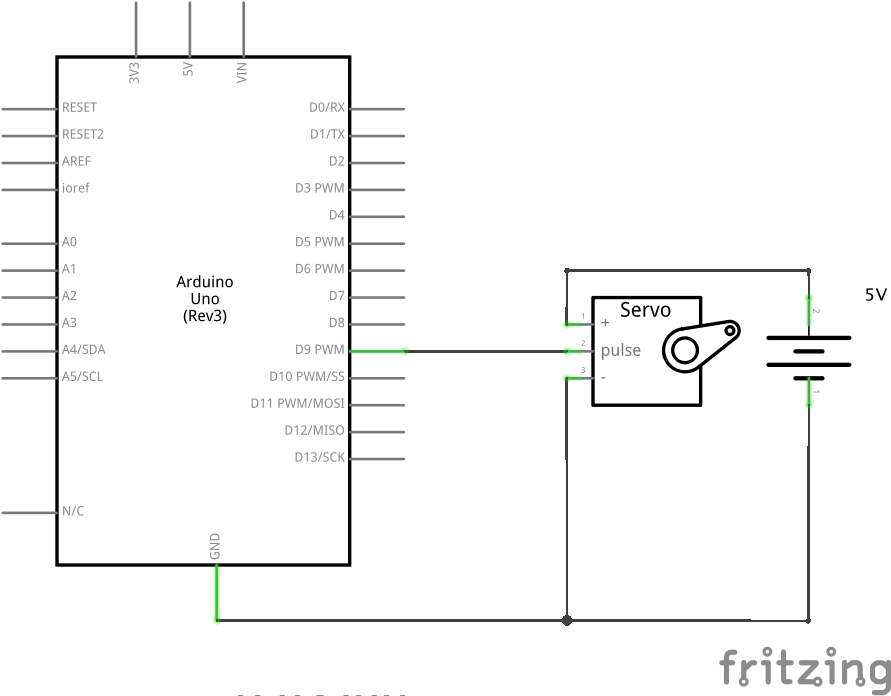 3V3
5V
VIN
RESET
RESET2
AREF
ioref
A0
A1
A2
A3
A4/SDA
A5/SCL
N/C
Arduino
Uno
(Rev3)
D0/RX
D1/TX
D2
D3 PWM
D4
D5 PWM
D6 PWM
D7
D8
D9 PWM
D10 PWM/SS
D11 PWM/MOSI
D12/MISO
D13/SCK
GND
Servo
1
+
2
pulse
3
-
5V
2
1
fritzing